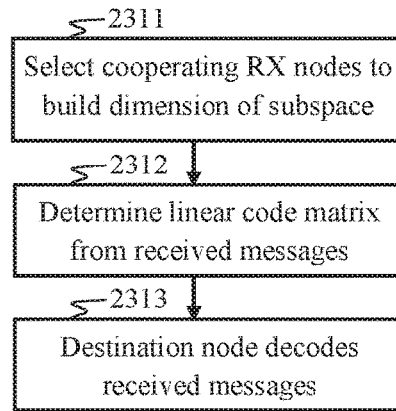 2311
Select cooperating RX nodes to
build dimension of subspace
2312
Determine linear code matrix
from received messages
2313
Destination node decodes
received messages